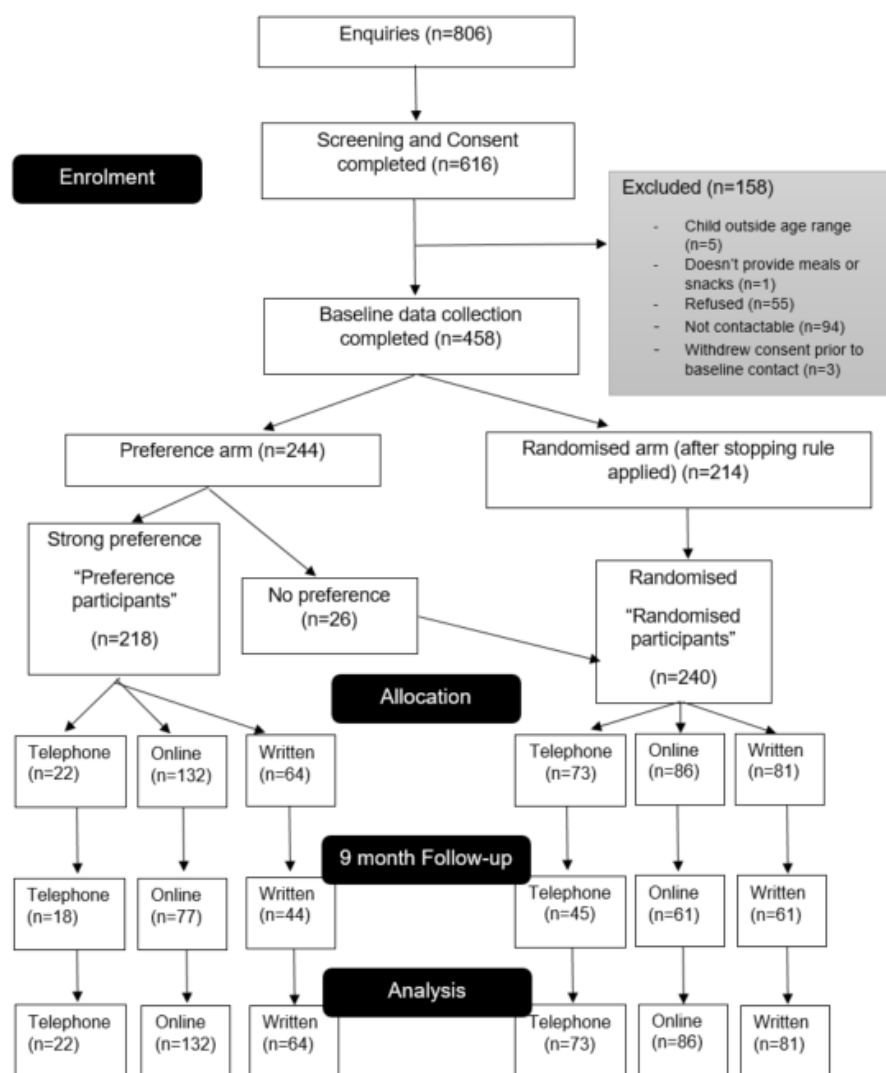 Enquiries (n=806)
Screening and Consent
completed (n=616)
Enrolment
Excluded (n=158)
- Child outside age range
(n=5)
- Doesn't provide meals or
snacks (n=1)
- Refused (n=55)
- Not contactable (n=94)
- Withdrew consent prior to
baseline contact (n=3)
Baseline data collection
completed (n=458)
Preference arm (n=244)
Randomised arm (after stopping rule
applied) (n=214)
Strong preference
"Preference
participants"
(n=218)
No preference
(n=26)
Randomised
"Randomised
participants"
(n=240)
Allocation
Telephone
(n=22)
Online
(n=132)
Written
(n=64)
Telephone
(n=73)
Online
(n=86)
Written
(n=81)
9 month Follow-up
Telephone
(n=18)
Online
(n=77)
Written
(n=44)
Telephone
(n=45)
Online
(n=61)
Written
(n=61)
Analysis
Telephone
(n=22)
Online
(n=132)
Written
(n=64)
Telephone
(n=73)
Online
(n=86)
Written
(n=81)